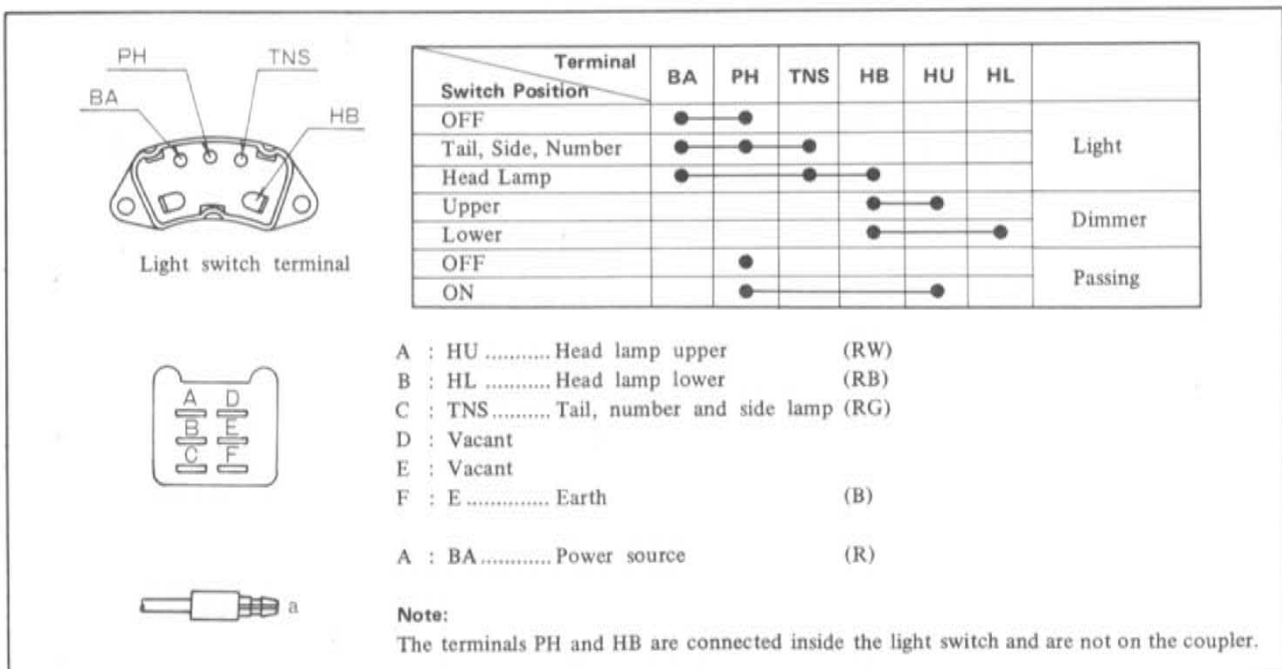 PH
TNS
BA
HB
Light switch terminal
Terminal
Switch Position
BA PH TNS HB HU HL
OFF
Tail, Side, Number
Head Lamp
Light
Upper
Lower
Dimmer
OFF
ON
Passing
A D
B E
C F
A : HU ........... Head lamp upper (RW)
B : HL ........... Head lamp lower (RB)
C : TNS .......... Tail, number and side lamp (RG)
D : Vacant
E : Vacant
F : E .............. Earth (B)
A : BA ............ Power source (R)
a
Note:
The terminals PH and HB are connected inside the light switch and are not on the coupler.